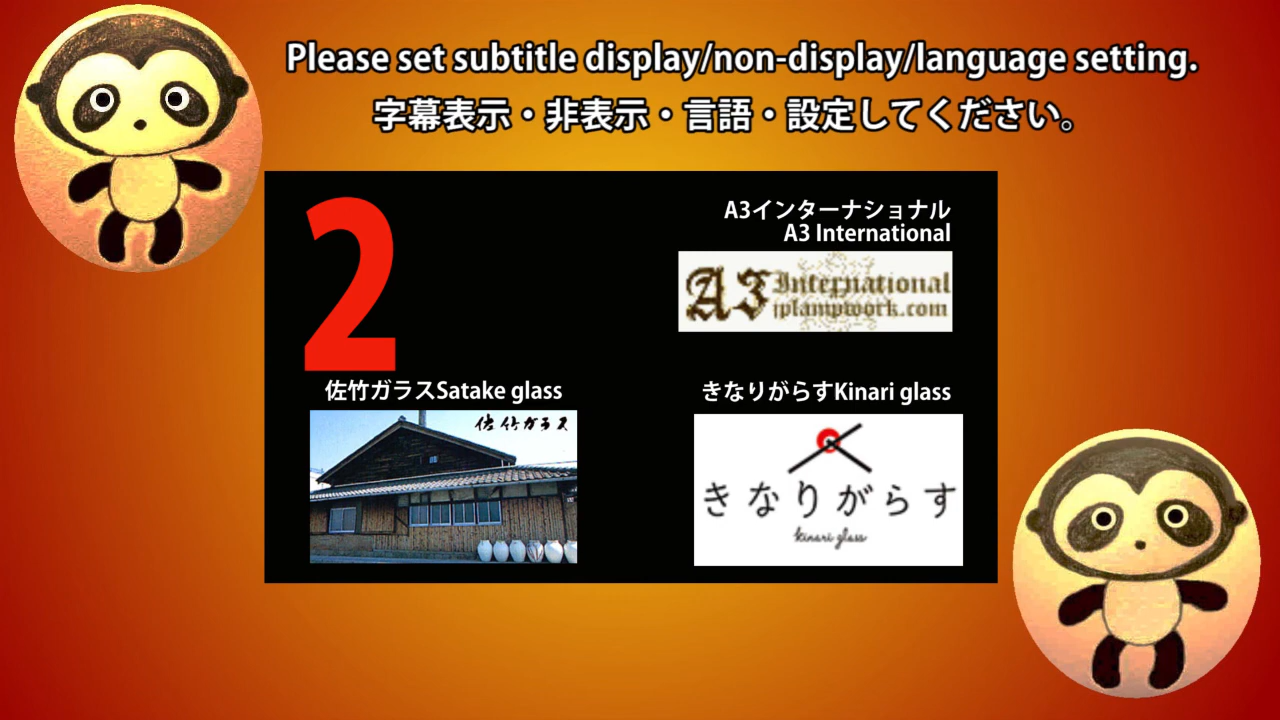 Please set subtitle display/non-display/language setting.
字幕表示・非表示・言語・設定してください。
2
A3インターナショナル
A3 International
A3 International
jplampwork.com
佐竹ガラスSatake glass
佐竹ガラス
きなりがらすKinari glass
きなりがらす
kinari glass